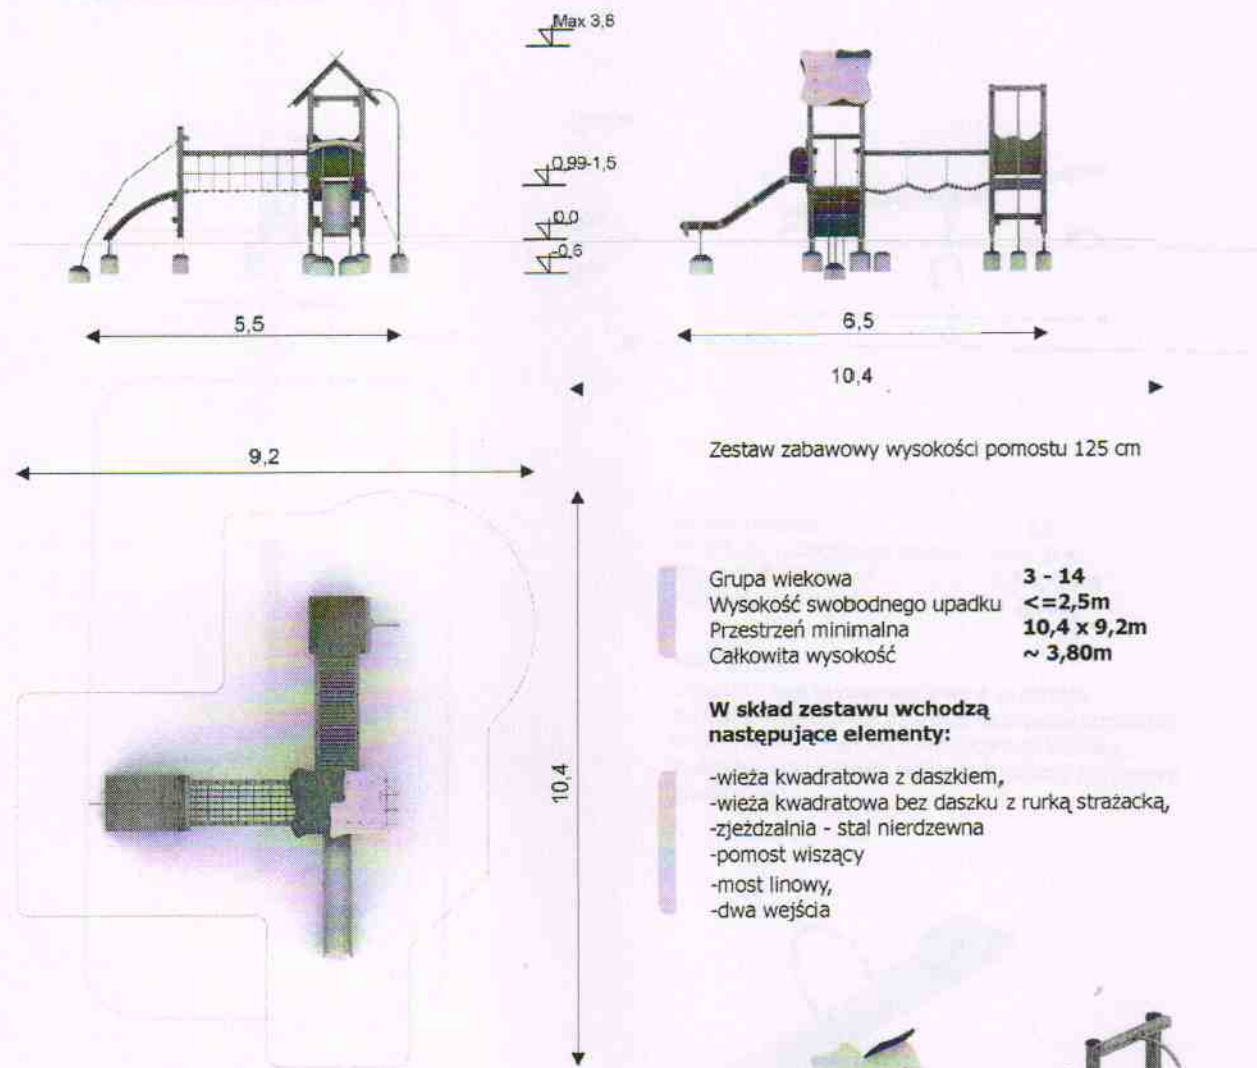 Max 3,8
0,99-1,5
0,0
-0,6
5,5
6,5
10,4
9,2
10,4
Zestaw zabawowy wysokości pomostu 125 cm
Grupa wiekowa 3 - 14
Wysokość swobodnego upadku <=2,5m
Przestrzeń minimalna 10,4 x 9,2m
Całkowita wysokość ~ 3,80m
W skład zestawu wchodzą
następujące elementy:
-wieża kwadratowa z daszkiem,
-wieża kwadratowa bez daszku z rurką strażacką,
-zjeżdzalnia - stal nierdzewna
-pomost wiszący
-most linowy,
-dwa wejścia